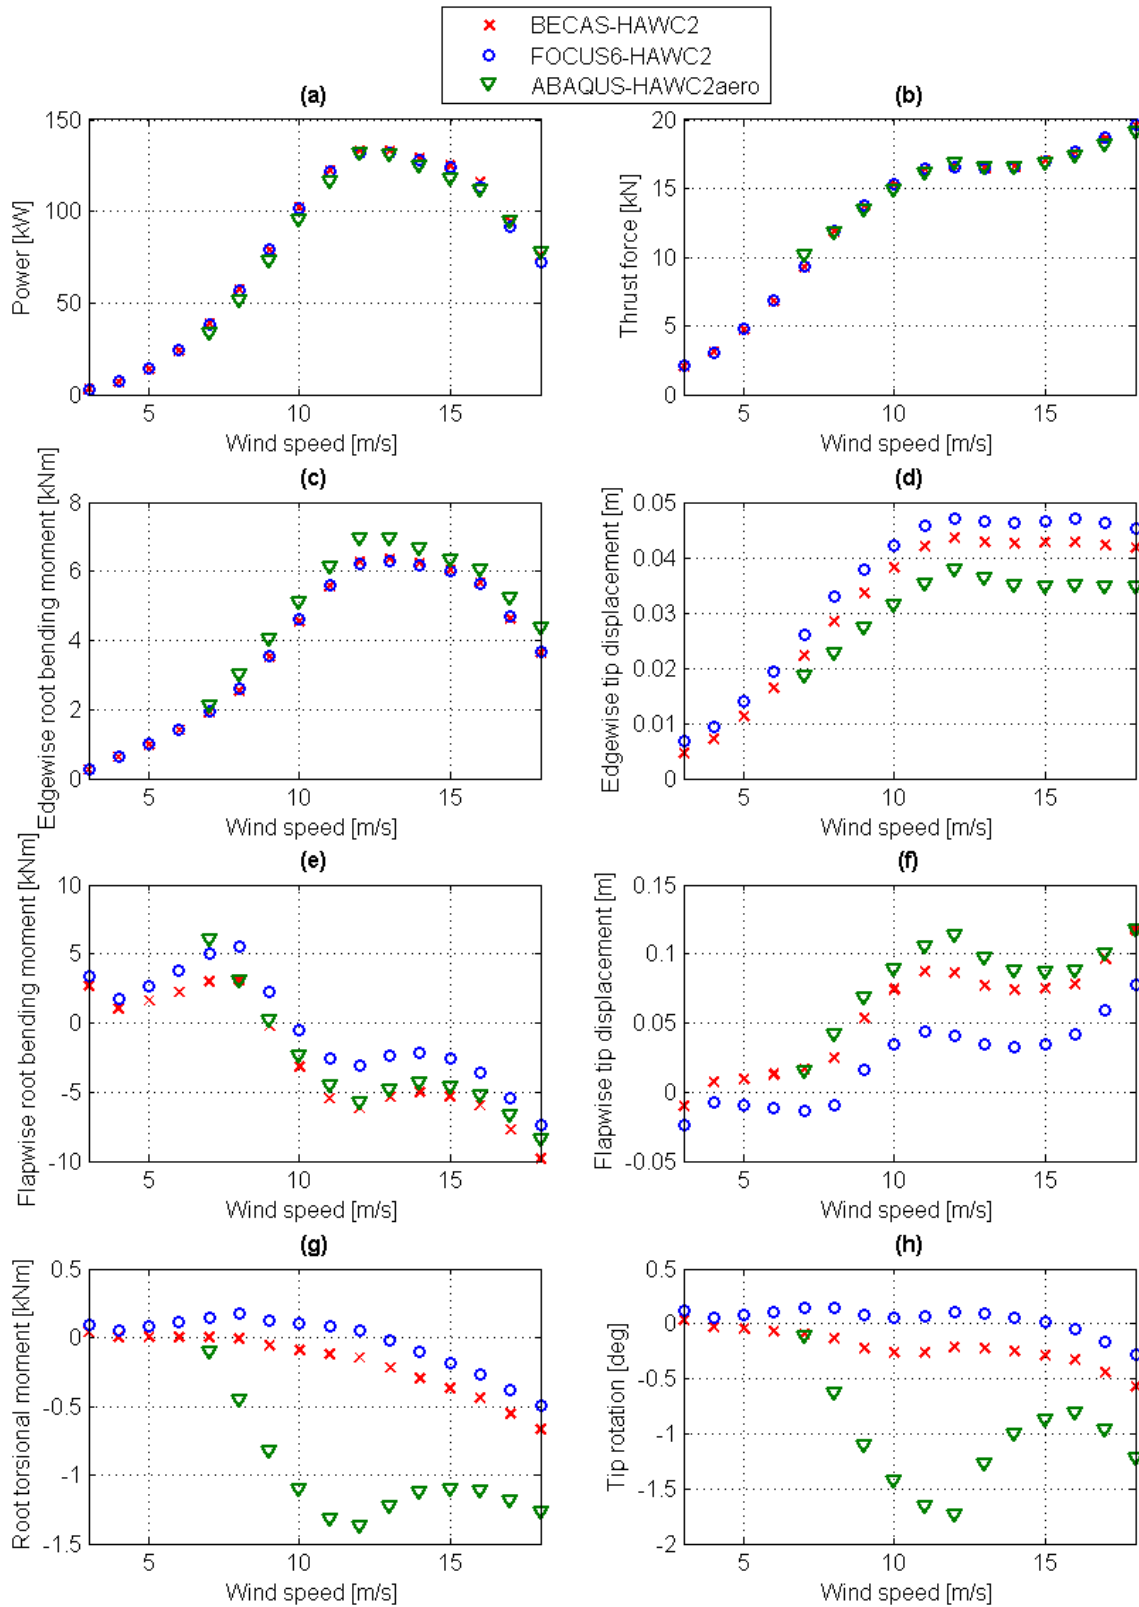 BECAS-HAWC2
FOCUS6-HAWC2
ABAQUS-HAWC2aero
(a)
150
100
50
0
5 10 15
Power [kW]
Wind speed [m/s]
(b)
20
15
10
5
0
5 10 15
Thrust force [kN]
Wind speed [m/s]
(c)
8
6
4
2
0
5 10 15
Edgewise root bending moment [kNm]
Wind speed [m/s]
(d)
0.05
0.04
0.03
0.02
0.01
0
5 10 15
Edgewise tip displacement [m]
Wind speed [m/s]
(e)
10
5
0
-5
-10
5 10 15
Flapwise root bending moment [kNm]
Wind speed [m/s]
(f)
0.15
0.1
0.05
0
-0.05
5 10 15
Flapwise tip displacement [m]
Wind speed [m/s]
(g)
0.5
0
-0.5
-1
-1.5
5 10 15
Root torsional moment [kNm]
Wind speed [m/s]
(h)
0.5
0
-0.5
-1
-1.5
-2
5 10 15
Tip rotation [deg]
Wind speed [m/s]